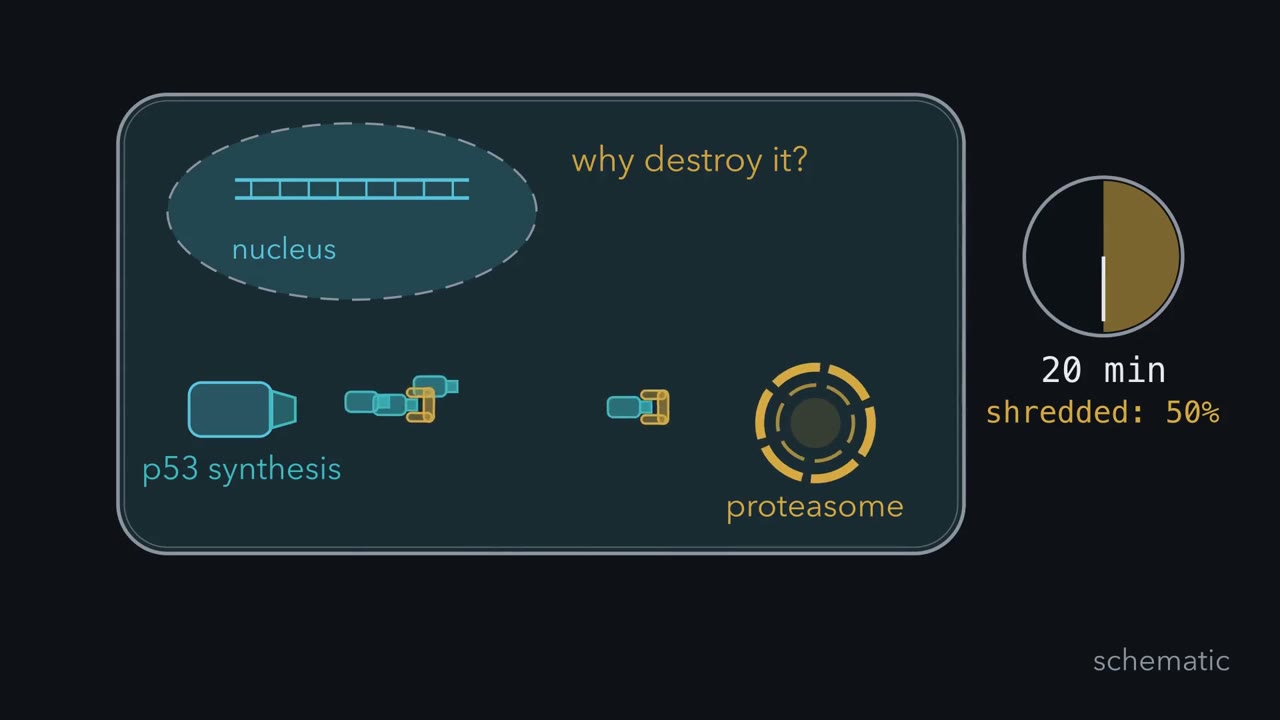 why destroy it?
nucleus
20 min
shredded: 50%
p53 synthesis
proteasome
schematic